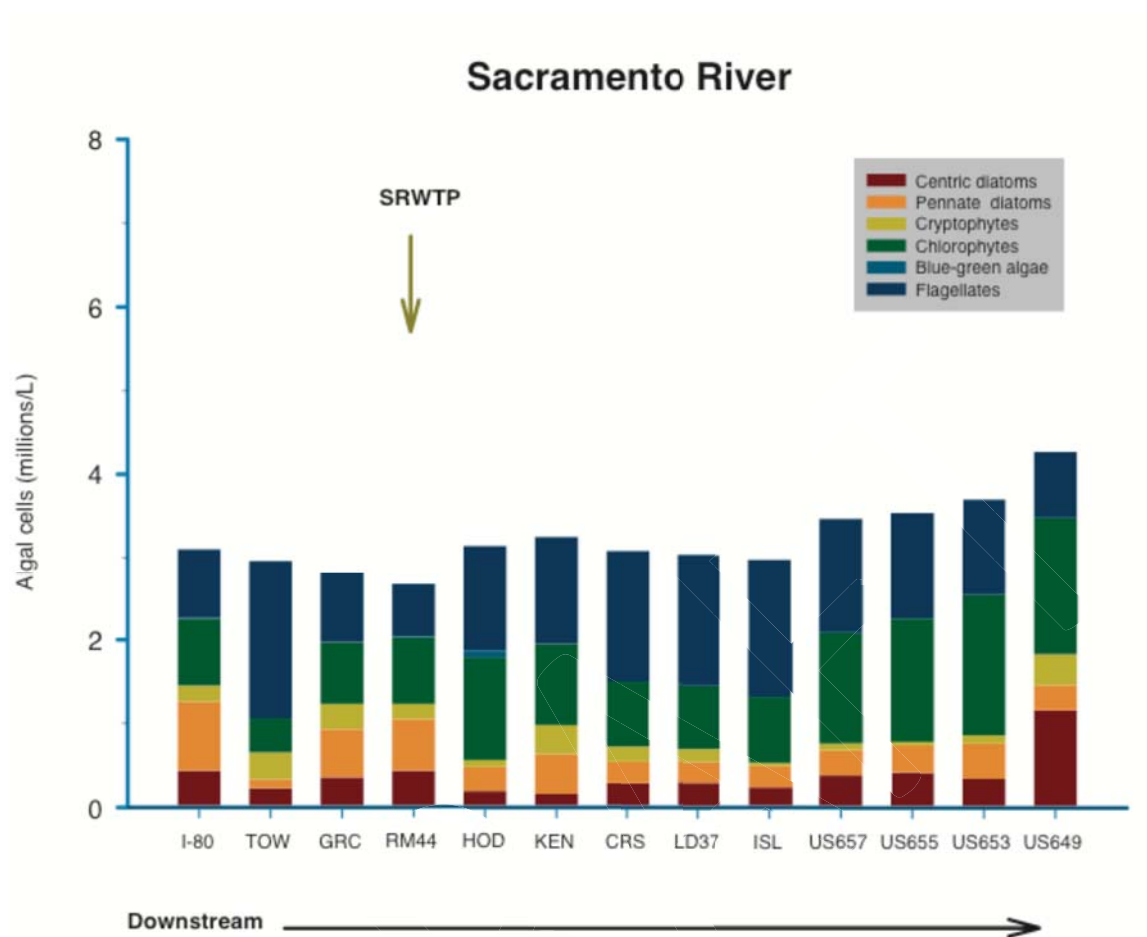 Sacramento River
8
SRWTP
Centric diatoms
Pennate diatoms
Cryptophytes
Chlorophytes
Blue-green algae
Flagellates
6
Algal cells (millions/L)
4
2
0
I-80 TOW GRC RM44 HOD KEN CRS LD37 ISL US657 US655 US653 US649
Downstream